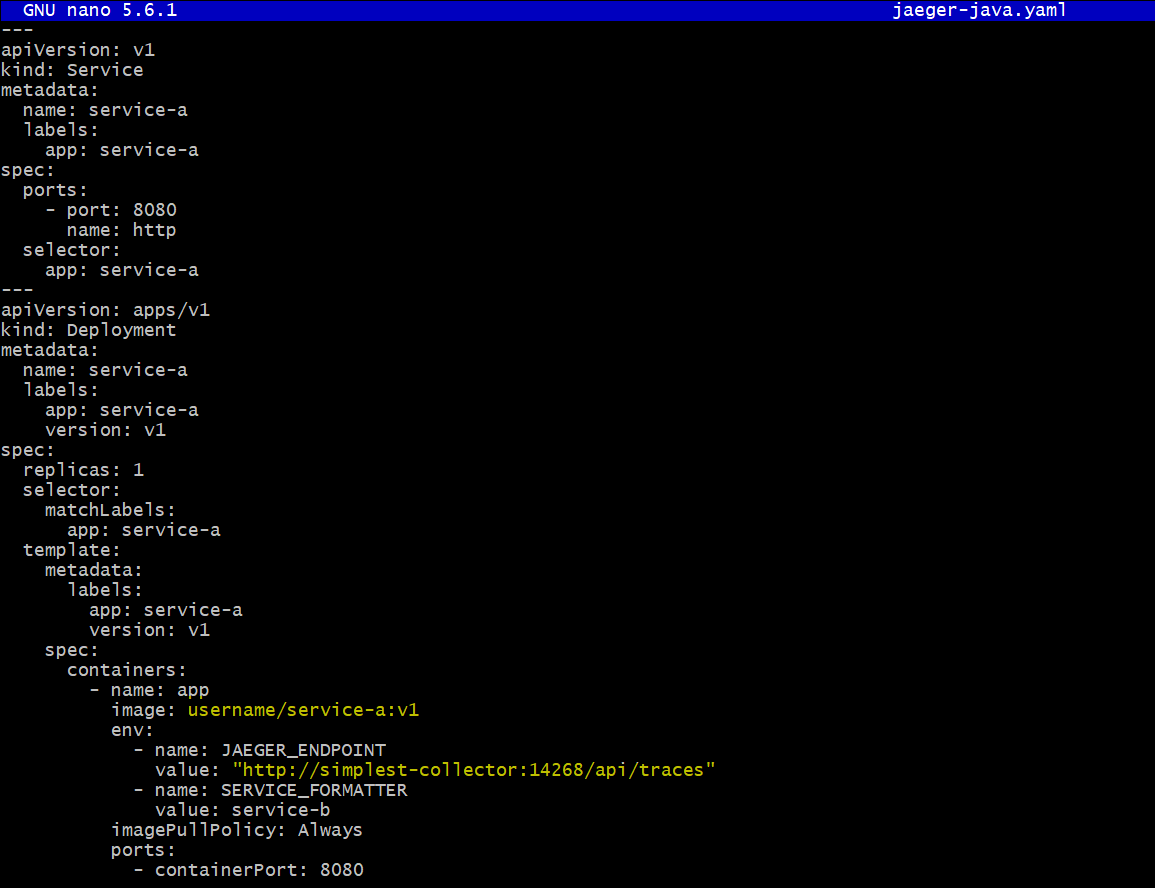 GNU nano 5.6.1 jaeger-java.yaml
---
apiVersion: v1
kind: Service
metadata:
  name: service-a
  labels:
    app: service-a
spec:
  ports:
    - port: 8080
      name: http
  selector:
    app: service-a
---
apiVersion: apps/v1
kind: Deployment
metadata:
  name: service-a
  labels:
    app: service-a
    version: v1
spec:
  replicas: 1
  selector:
    matchLabels:
      app: service-a
  template:
    metadata:
      labels:
        app: service-a
        version: v1
    spec:
      containers:
        - name: app
          image: username/service-a:v1
          env:
            - name: JAEGER_ENDPOINT
              value: "http://simplest-collector:14268/api/traces"
            - name: SERVICE_FORMATTER
              value: service-b
          imagePullPolicy: Always
          ports:
            - containerPort: 8080